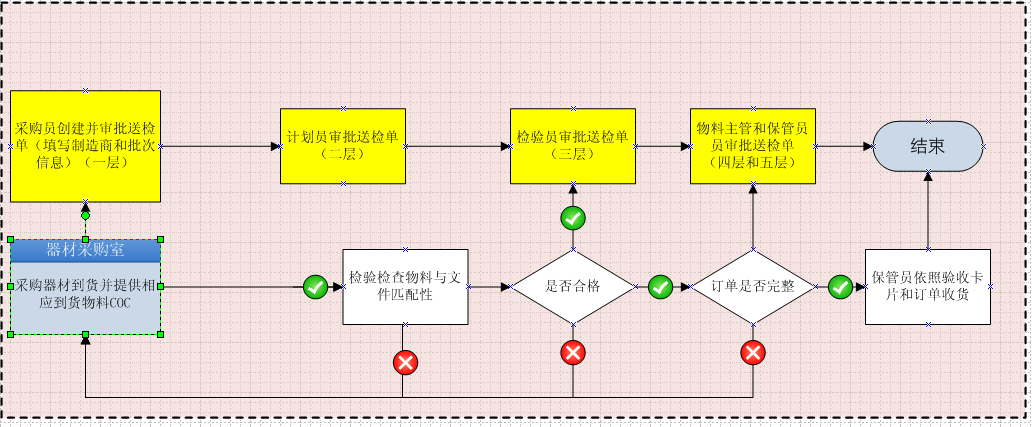 采购员创建并审批送检
单（填写制造商和批次
信息）（一层）
计划员审批送检单
（二层）
检验员审批送检单
（三层）
物料主管和保管员
员审批送检单
（四层和五层）
结束
器材采购室
采购器材到货并提供相
应到货物料COC
检验检查物料与文
件匹配性
是否合格
订单是否完整
保管员依照验收卡
片和订单收货